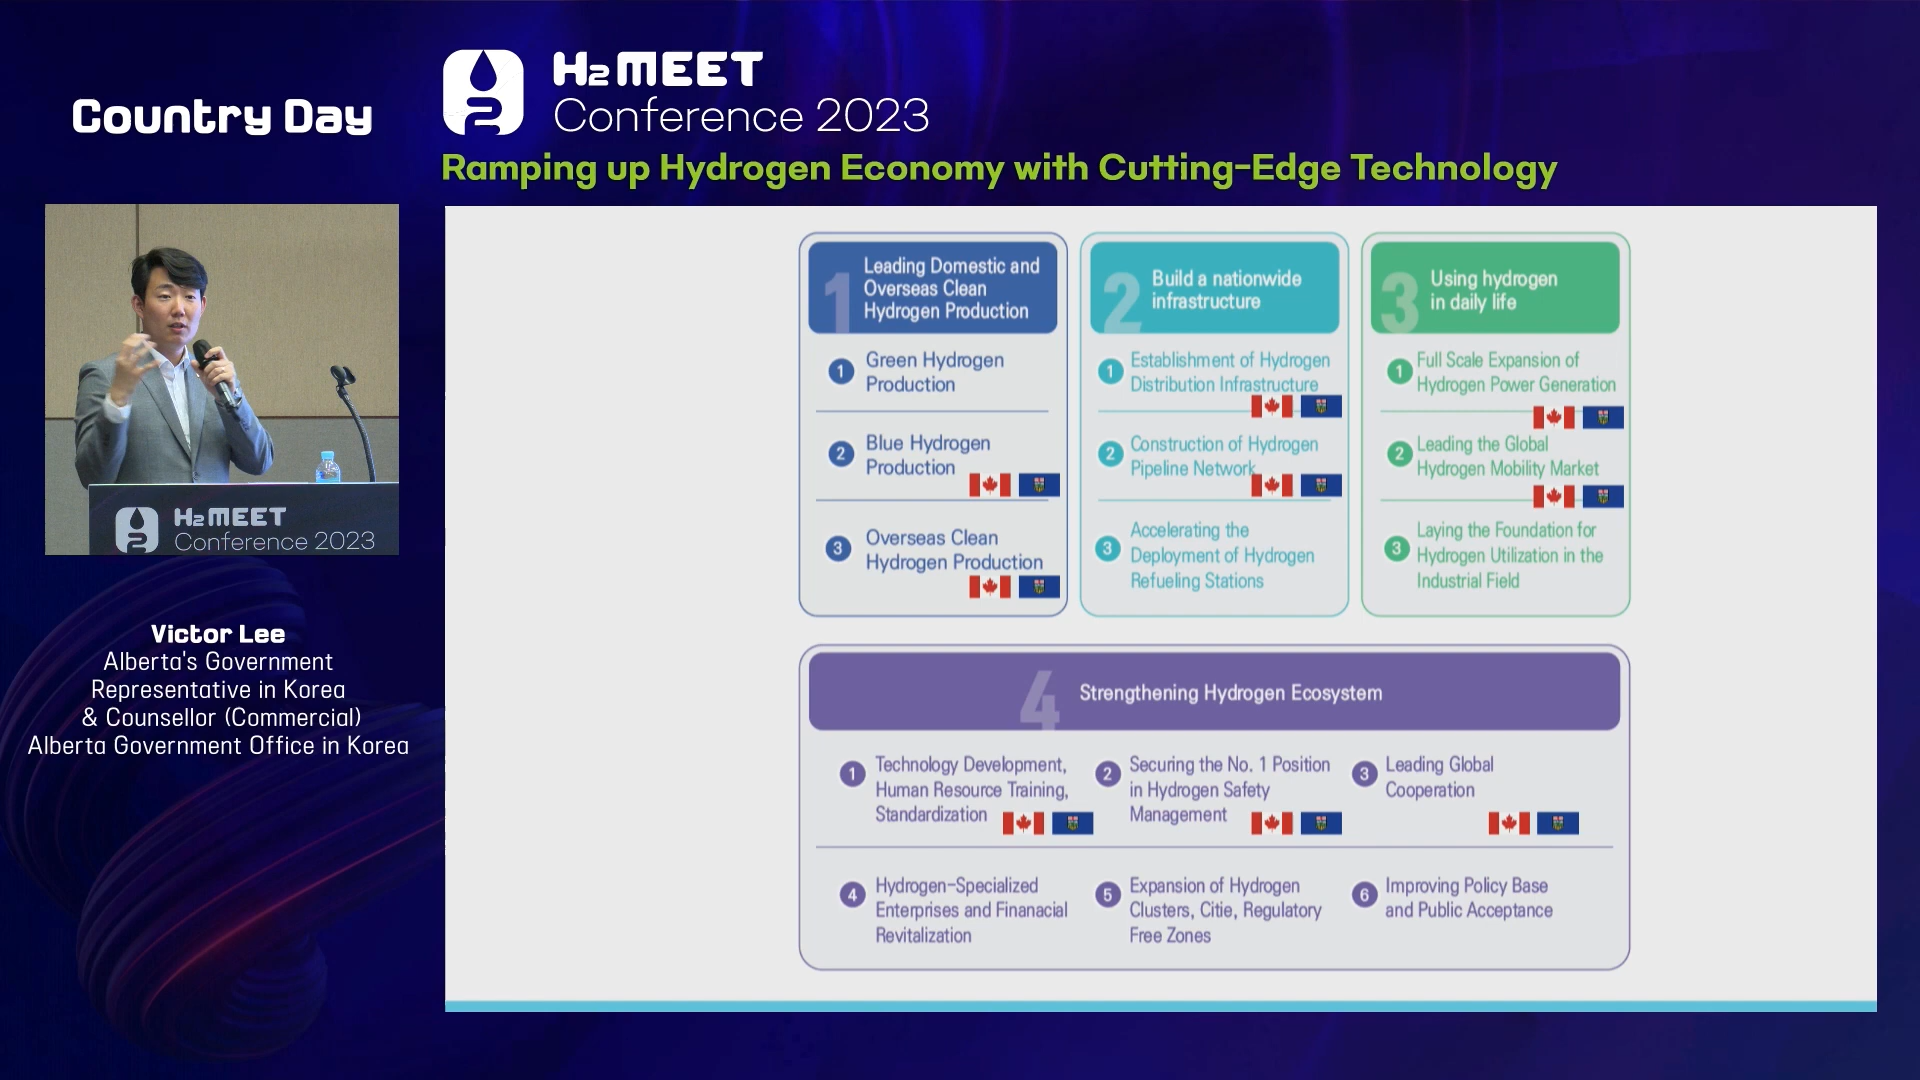 Country Day
H2 MEET
Conference 2023
Ramping up Hydrogen Economy with Cutting-Edge Technology
H2 MEET
Conference 2023
Victor Lee
Alberta's Government
Representative in Korea
& Counsellor (Commercial)
Alberta Government Office in Korea
1
Leading Domestic and
Overseas Clean
Hydrogen Production
1
Green Hydrogen
Production
2
Blue Hydrogen
Production
3
Overseas Clean
Hydrogen Production
2
Build a nationwide
infrastructure
1
Establishment of Hydrogen
Distribution Infrastructure
2
Construction of Hydrogen
Pipeline Network
3
Accelerating the
Deployment of Hydrogen
Refueling Stations
3
Using hydrogen
in daily life
1
Full Scale Expansion of
Hydrogen Power Generation
2
Leading the Global
Hydrogen Mobility Market
3
Laying the Foundation for
Hydrogen Utilization in the
Industrial Field
4
Strengthening Hydrogen Ecosystem
1
Technology Development,
Human Resource Training,
Standardization
2
Securing the No. 1 Position
in Hydrogen Safety
Management
3
Leading Global
Cooperation
4
Hydrogen-Specialized
Enterprises and Finanacial
Revitalization
5
Expansion of Hydrogen
Clusters, Citie, Regulatory
Free Zones
6
Improving Policy Base
and Public Acceptance